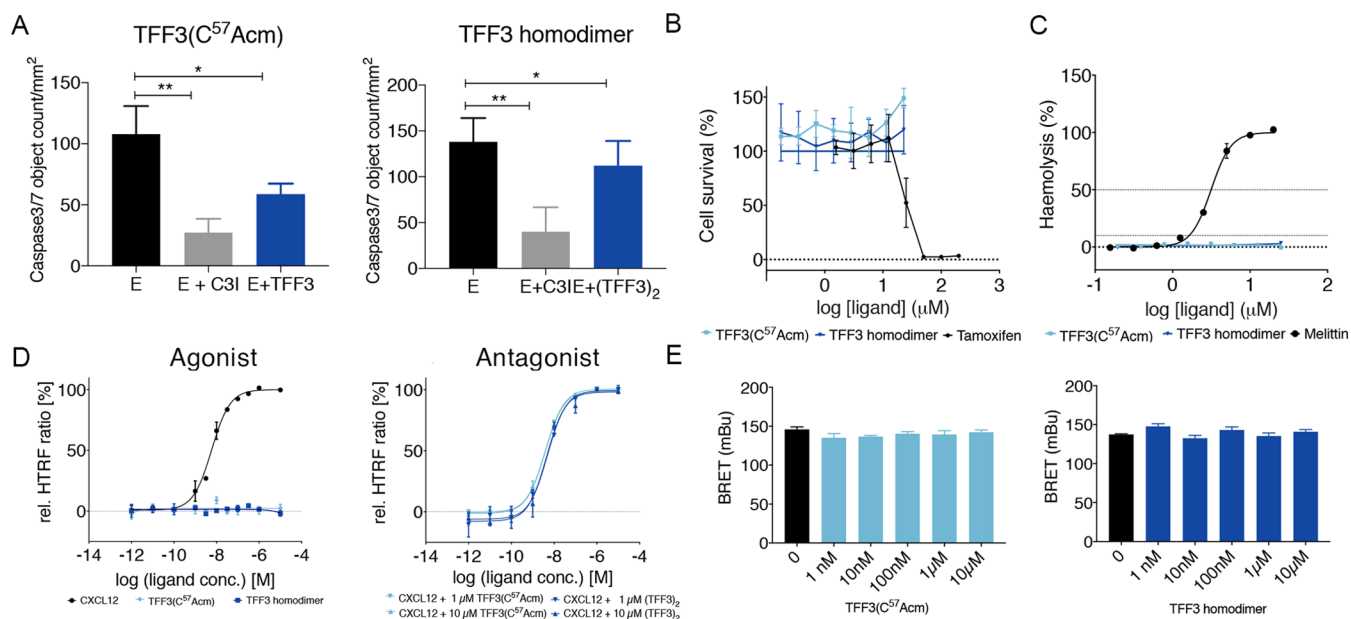 A
TFF3(C⁵⁷Acm)
Caspase3/7 object count/mm²
150
100
50
0
*
**
E
E + C3I
E+TFF3
TFF3 homodimer
Caspase3/7 object count/mm²
200
150
100
50
0
*
**
E
E+C3I
E+(TFF3)₂
B
Cell survival (%)
150
100
50
0
0
1
2
3
log [ligand] (μM)
TFF3(C⁵⁷Acm) TFF3 homodimer Tamoxifen
C
Haemolysis (%)
150
100
50
0
-1
0
1
2
log [ligand] (μM)
TFF3(C⁵⁷Acm) TFF3 homodimer Melittin
D
Agonist
rel. HTRF ratio [%]
100
50
0
-14 -12 -10 -8 -6 -4
log (ligand conc.) [M]
CXCL12 TFF3(C⁵⁷Acm) TFF3 homodimer
Antagonist
rel. HTRF ratio [%]
100
50
0
-14 -12 -10 -8 -6 -4
log (ligand conc.) [M]
CXCL12 + 1 μM TFF3(C⁵⁷Acm) CXCL12 + 1 μM (TFF3)₂
CXCL12 + 10 μM TFF3(C⁵⁷Acm) CXCL12 + 10 μM (TFF3)₂
E
BRET (mBu)
200
150
100
50
0
0 1 nM 10nM 100nM 1μM 10μM
TFF3(C⁵⁷Acm)
BRET (mBu)
200
150
100
50
0
0 1 nM 10nM 100nM 1μM 10μM
TFF3 homodimer